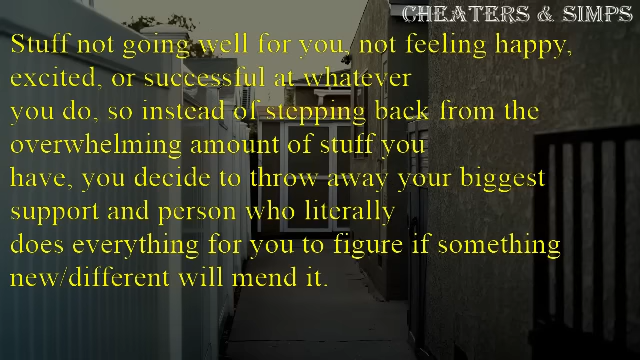 CHEATERS & SIMPS
Stuff not going well for you, not feeling happy,
excited, or successful at whatever
you do, so instead of stepping back from the
overwhelming amount of stuff you
have, you decide to throw away your biggest
support and person who literally
does everything for you to figure if something
new/different will mend it.